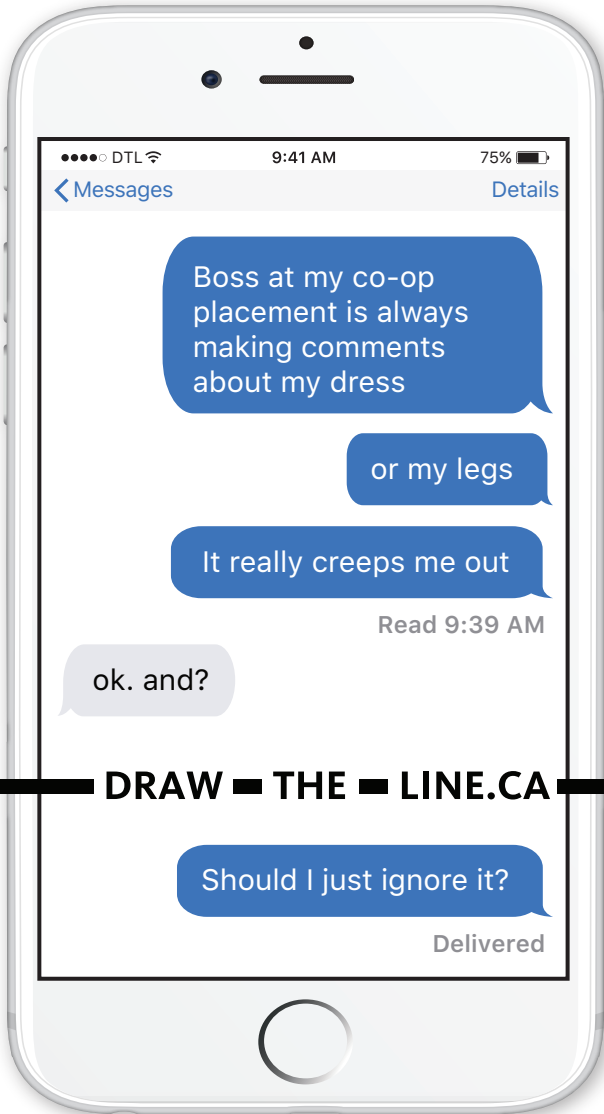 DTL 9:41 AM 75%
Messages Details
Boss at my co-op
placement is always
making comments
about my dress
or my legs
It really creeps me out
Read 9:39 AM
ok. and?
DRAW THE LINE.CA
Should I just ignore it?
Delivered